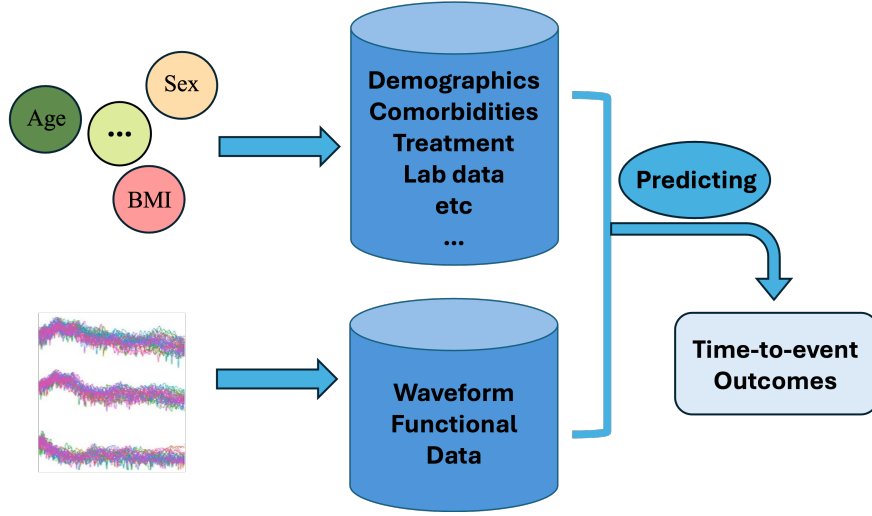 Sex
Age
...
BMI
Demographics
Comorbidities
Treatment
Lab data
etc
...
Predicting
Time-to-event
Outcomes
Waveform
Functional
Data